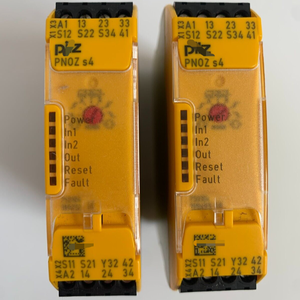 A1 13 23 33
S12 S22 S34 41
pilz
PNOZ s4
Power
In1
In2
Out
Reset
Fault
S11 S21 Y32 42
A2 14 24 34
A1 13 23 33
S12 S22 S34 41
pilz
PNOZ s4
Power
In1
In2
Out
Reset
Fault
S11 S21 Y32 42
A2 14 24 34